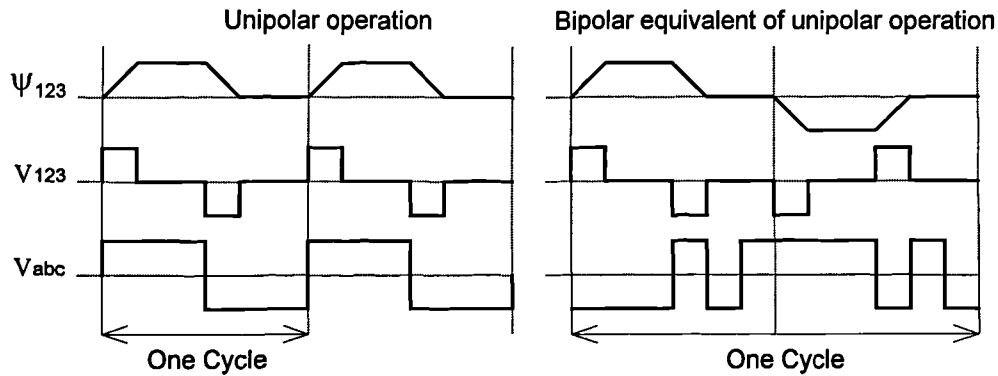 Unipolar operation
Bipolar equivalent of unipolar operation
Ψ123
V123
Vabc
One Cycle
One Cycle